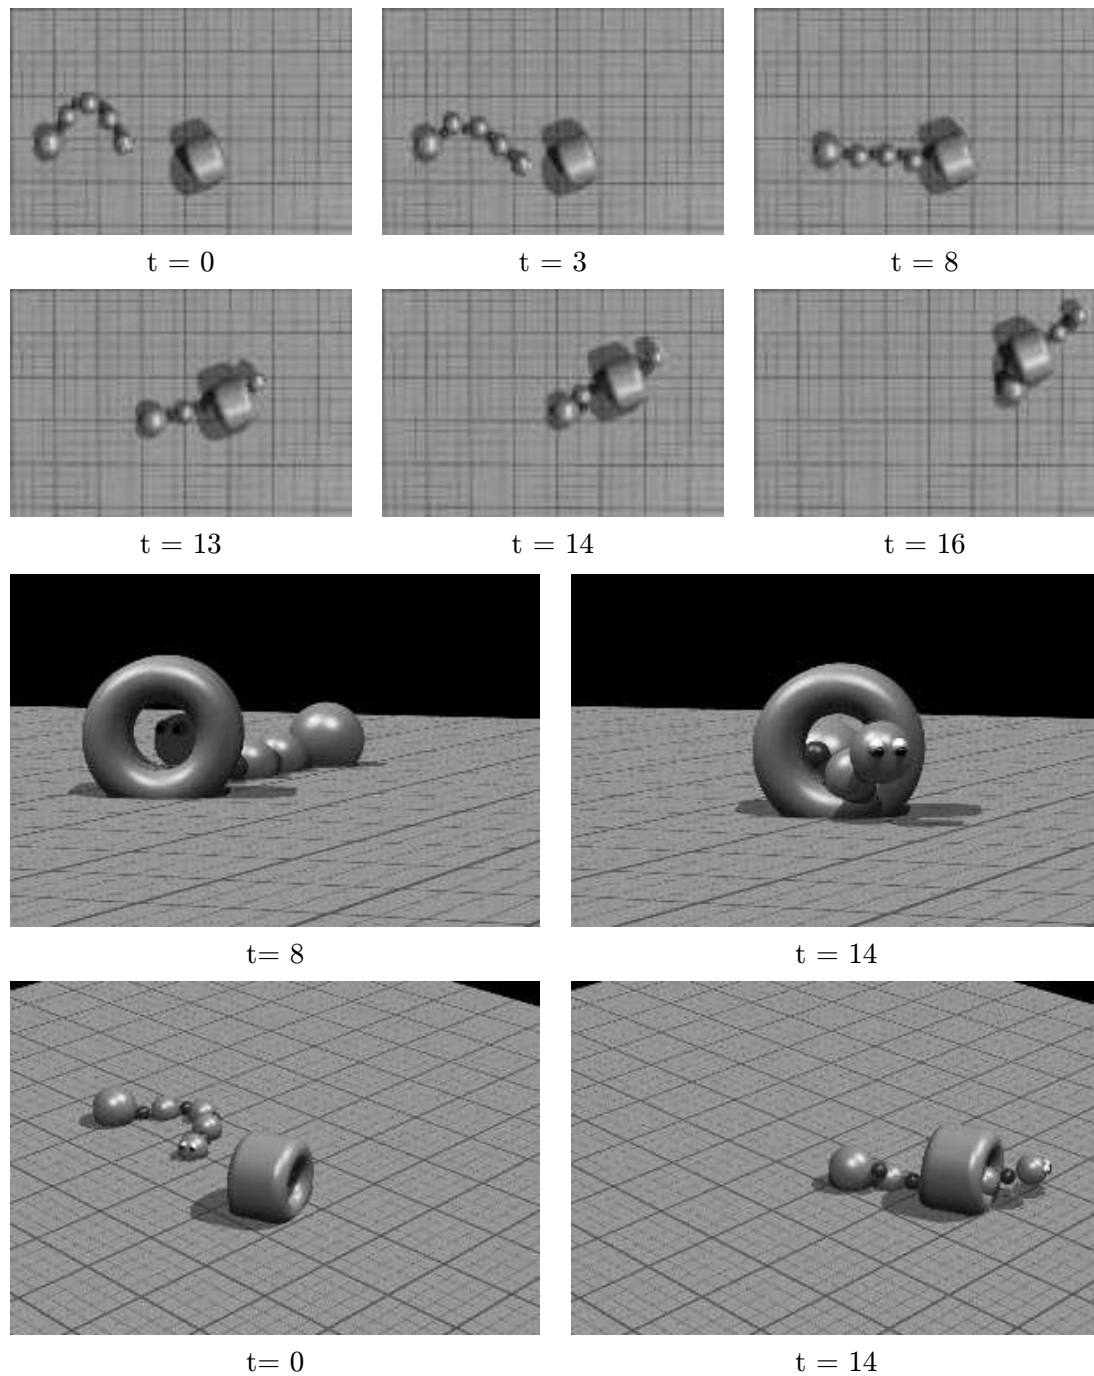 t = 0 t = 3 t = 8
t = 13 t = 14 t = 16
t= 8 t = 14
t= 0 t = 14